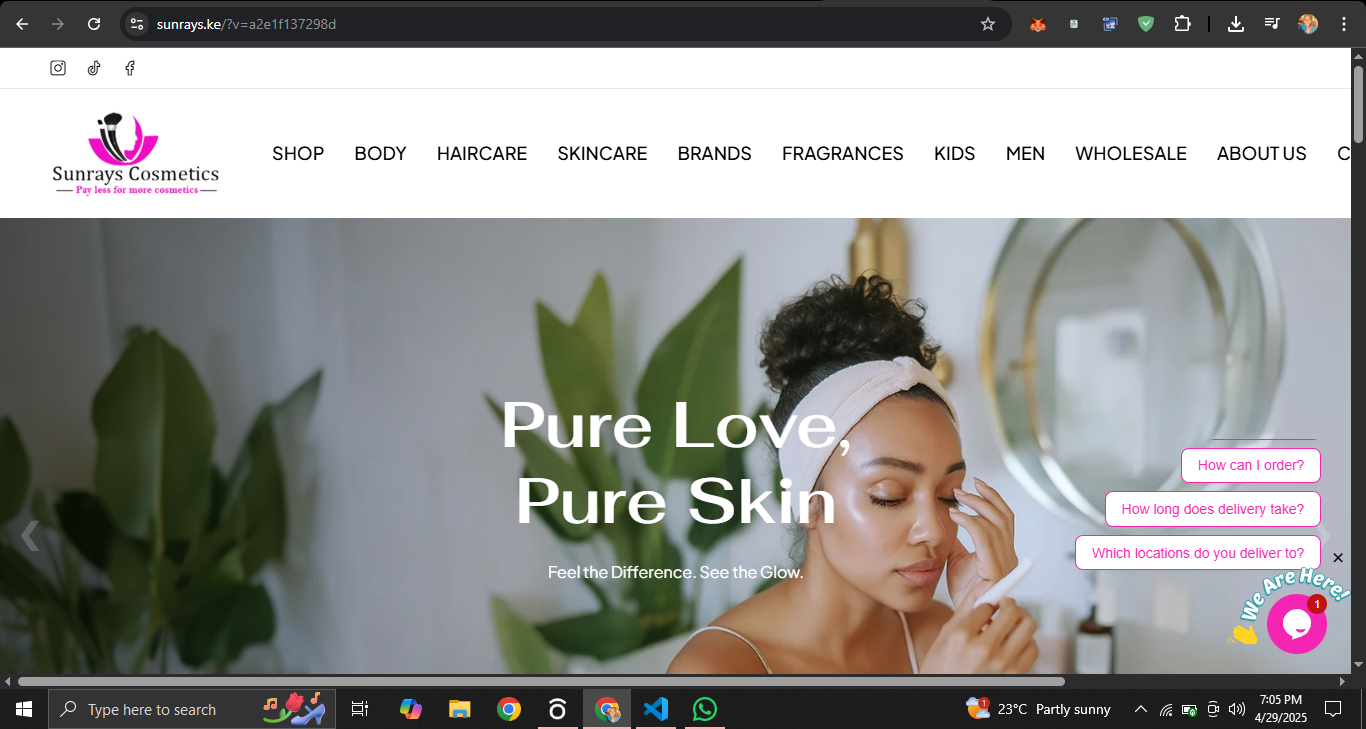 sunrays.ke/?v=a2e1f137298d
Sunrays Cosmetics
Pay less for more cosmetics
SHOP BODY HAIRCARE SKINCARE BRANDS FRAGRANCES KIDS MEN WHOLESALE ABOUT US C
Pure Love,
Pure Skin
Feel the Difference. See the Glow.
How can I order?
How long does delivery take?
Which locations do you deliver to?
We Are Here!
1
Type here to search
1
23°C Partly sunny
7:05 PM
4/29/2025